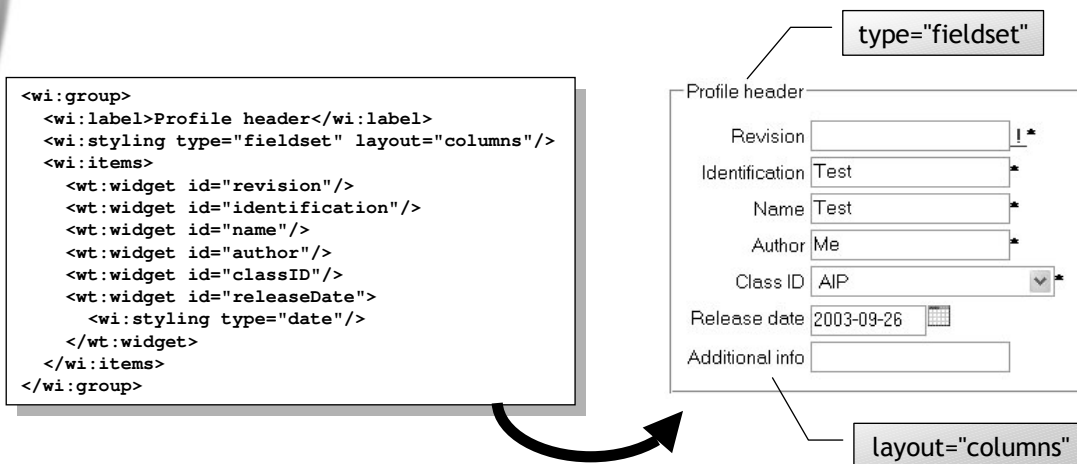 type="fieldset"
<wi:group>
<wi:label>Profile header</wi:label>
<wi:styling type="fieldset" layout="columns"/>
<wi:items>
<wt:widget id="revision"/>
<wt:widget id="identification"/>
<wt:widget id="name"/>
<wt:widget id="author"/>
<wt:widget id="classID"/>
<wt:widget id="releaseDate">
<wi:styling type="date"/>
</wt:widget>
</wi:items>
</wi:group>
Profile header
Revision !*
Identification Test *
Name Test *
Author Me *
Class ID AIP *
Release date 2003-09-26
Additional info
layout="columns"